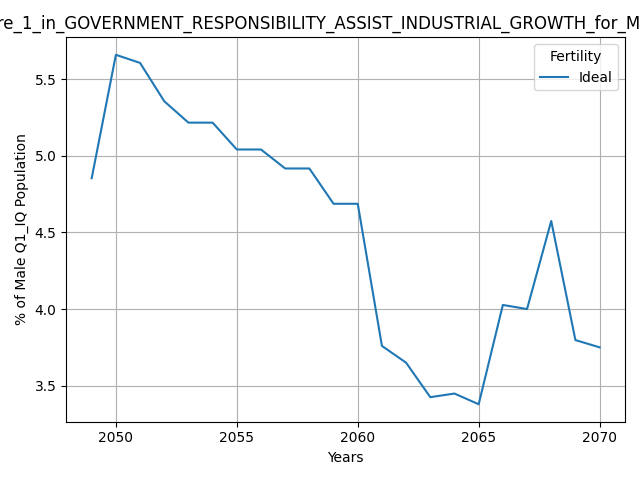 re_1_in_GOVERNMENT_RESPONSIBILITY_ASSIST_INDUSTRIAL_GROWTH_for_M
Fertility
Ideal
% of Male Q1_IQ Population
5.5
5.0
4.5
4.0
3.5
2050 2055 2060 2065 2070
Years